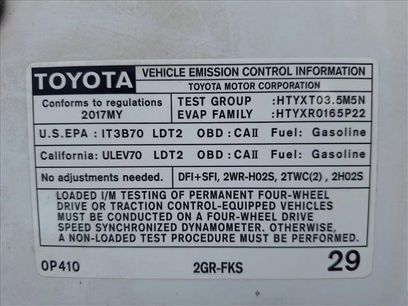 TOYOTA VEHICLE EMISSION CONTROL INFORMATION
TOYOTA MOTOR CORPORATION
Conforms to regulations TEST GROUP :HTYXT03.5M5N
2017MY EVAP FAMILY :HTYXR0165P22
U.S.EPA : IT3B70 LDT2 OBD :CAII Fuel: Gasoline
California: ULEV70 LDT2 OBD :CAII Fuel: Gasoline
No adjustments needed. DFI+SFI, 2WR-HO2S, 2TWC(2) , 2HO2S
LOADED I/M TESTING OF PERMANENT FOUR-WHEEL
DRIVE OR TRACTION CONTROL-EQUIPPED VEHICLES
MUST BE CONDUCTED ON A FOUR-WHEEL DRIVE
SPEED SYNCHRONIZED DYNAMOMETER. OTHERWISE,
A NON-LOADED TEST PROCEDURE MUST BE PERFORMED.
0P410 2GR-FKS 29